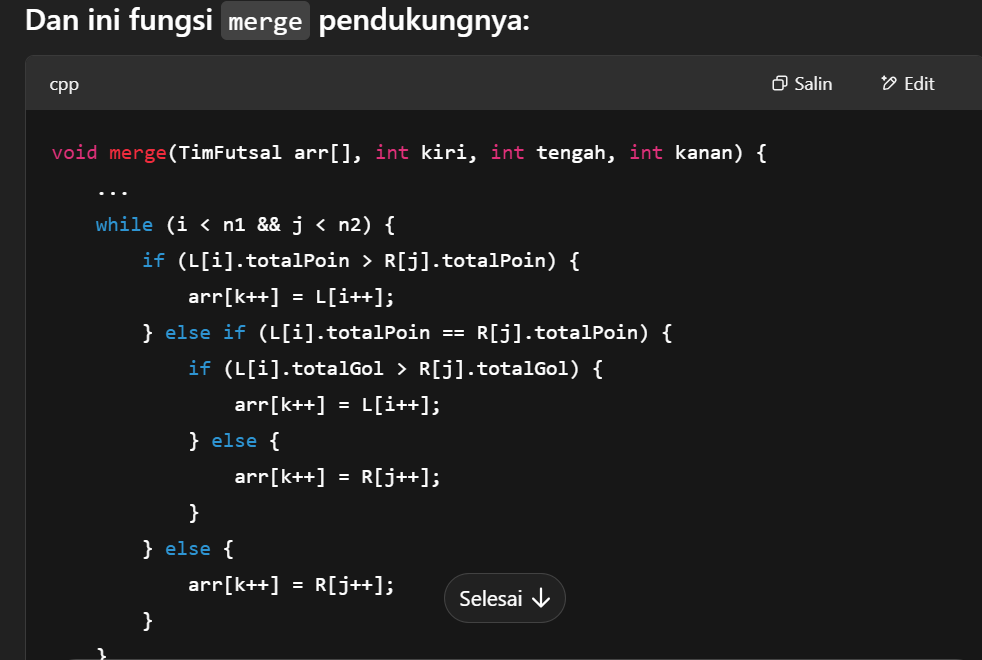 Dan ini fungsi merge pendukungnya:
cpp
Salin
Edit
void merge(TimFutsal arr[], int kiri, int tengah, int kanan) {
    ...
    while (i < n1 && j < n2) {
        if (L[i].totalPoin > R[j].totalPoin) {
            arr[k++] = L[i++];
        } else if (L[i].totalPoin == R[j].totalPoin) {
            if (L[i].totalGol > R[j].totalGol) {
                arr[k++] = L[i++];
            } else {
                arr[k++] = R[j++];
            }
        } else {
            arr[k++] = R[j++];
        }
    }
Selesai ↓